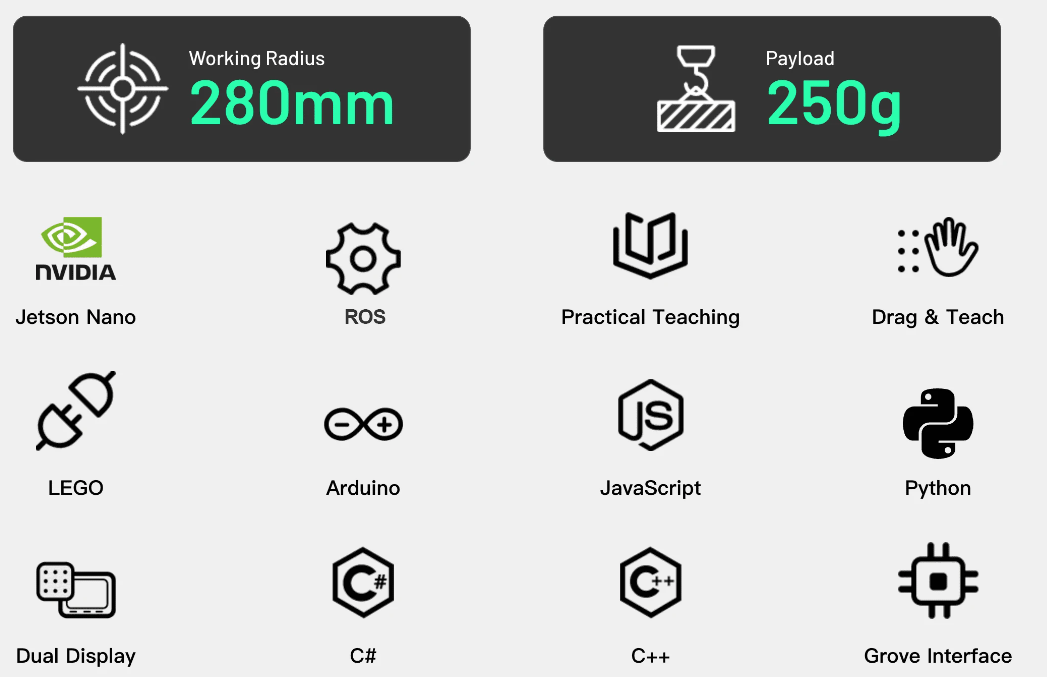 Working Radius
280mm
Payload
250g
NVIDIA
Jetson Nano
ROS
Practical Teaching
Drag & Teach
LEGO
Arduino
JS
JavaScript
Python
Dual Display
C#
C#
C++
C++
Grove Interface